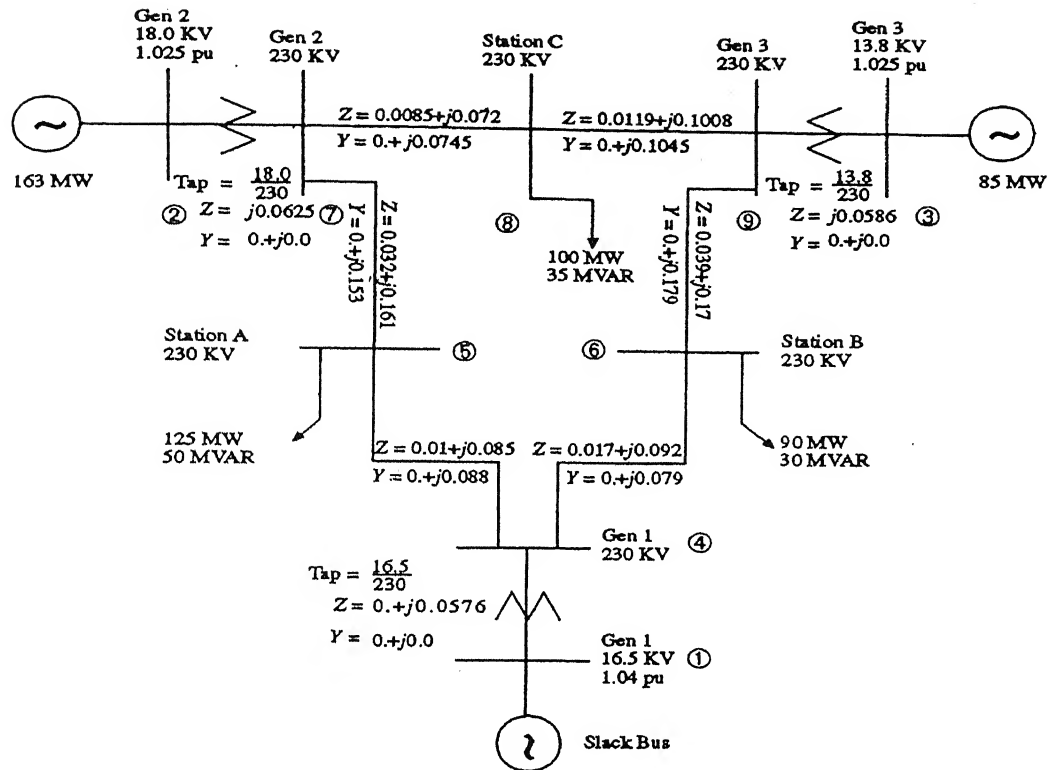 Gen 2
18.0 KV
1.025 pu
Gen 2
230 KV
Station C
230 KV
Gen 3
230 KV
Gen 3
13.8 KV
1.025 pu
~
163 MW
Z = 0.0085+j0.072
Y = 0.+j0.0745
Z = 0.0119+j0.1008
Y = 0.+j0.1045
~
85 MW
Tap = 18.0
230
② Z = j0.0625 ⑦
Y = 0.+j0.0
Z = 0.032+j0.161
Y = 0.+j0.153
⑧
100 MW
35 MVAR
Z = 0.039+j0.17
Y = 0.+j0.179
⑨
Tap = 13.8
230
Z = j0.0586 ③
Y = 0.+j0.0
Station A
230 KV
⑤
⑥
Station B
230 KV
125 MW
50 MVAR
Z = 0.01+j0.085
Y = 0.+j0.088
Z = 0.017+j0.092
Y = 0.+j0.079
90 MW
30 MVAR
Gen 1
230 KV
④
Tap = 16.5
230
Z = 0.+j0.0576
Y = 0.+j0.0
Gen 1
16.5 KV
1.04 pu
①
~
Slack Bus